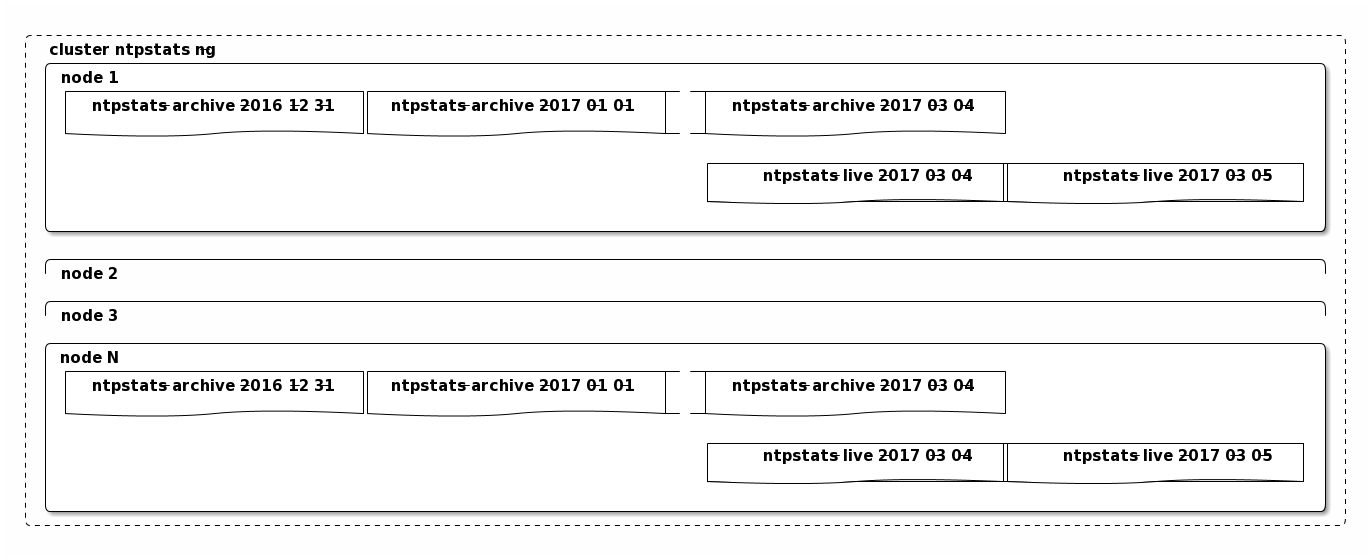 cluster ntpstats-ng
node 1
ntpstats-archive-2016-12-31
ntpstats-archive-2017-01-01
ntpstats-archive-2017-03-04
ntpstats-live-2017-03-04
ntpstats-live-2017-03-05
node 2
node 3
node N
ntpstats-archive-2016-12-31
ntpstats-archive-2017-01-01
ntpstats-archive-2017-03-04
ntpstats-live-2017-03-04
ntpstats-live-2017-03-05